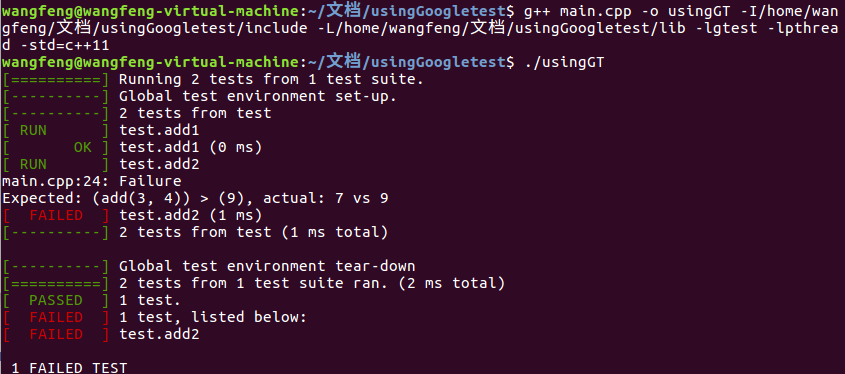 wangfeng@wangfeng-virtual-machine:~/文档/usingGoogletest$ g++ main.cpp -o usingGT -I/home/wan
gfeng/文档/usingGoogletest/include -L/home/wangfeng/文档/usingGoogletest/lib -lgtest -lpthrea
d -std=c++11
wangfeng@wangfeng-virtual-machine:~/文档/usingGoogletest$ ./usingGT
[==========] Running 2 tests from 1 test suite.
[----------] Global test environment set-up.
[----------] 2 tests from test
[ RUN      ] test.add1
[       OK ] test.add1 (0 ms)
[ RUN      ] test.add2
main.cpp:24: Failure
Expected: (add(3, 4)) > (9), actual: 7 vs 9
[  FAILED  ] test.add2 (1 ms)
[----------] 2 tests from test (1 ms total)

[----------] Global test environment tear-down
[==========] 2 tests from 1 test suite ran. (2 ms total)
[  PASSED  ] 1 test.
[  FAILED  ] 1 test, listed below:
[  FAILED  ] test.add2

 1 FAILED TEST